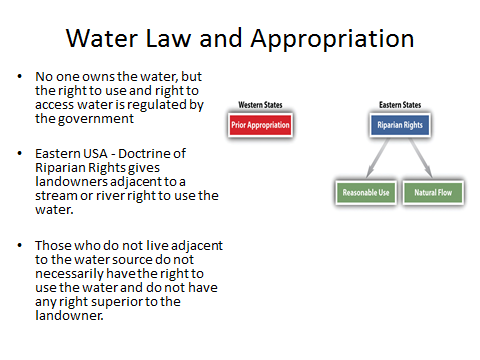 Water Law and Appropriation
• No one owns the water, but
the right to use and right to
access water is regulated by
the government
• Eastern USA - Doctrine of
Riparian Rights gives
landowners adjacent to a
stream or river right to use the
water.
• Those who do not live adjacent
to the water source do not
necessarily have the right to
use the water and do not have
any right superior to the
landowner.
Western States
Prior Appropriation
Eastern States
Riparian Rights
Reasonable Use
Natural Flow